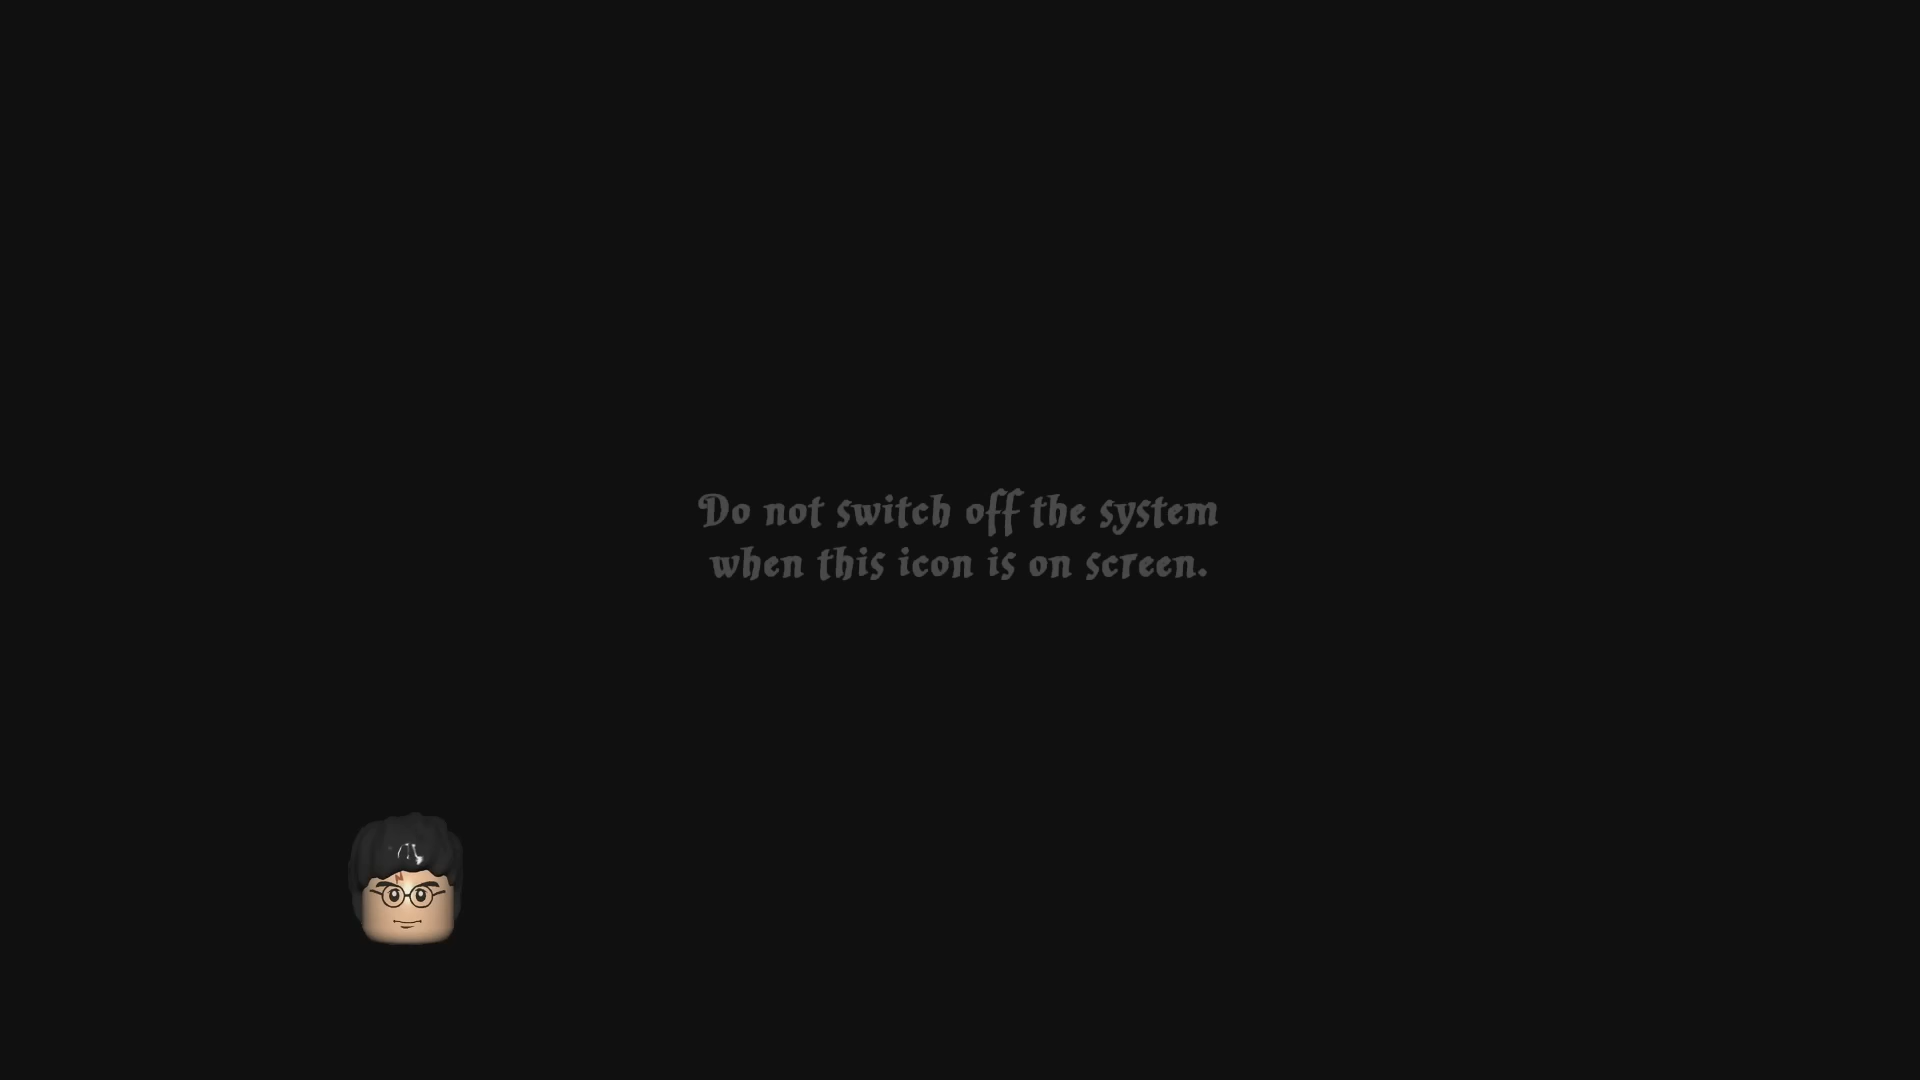 Do not switch off the system
when this icon is on screen.